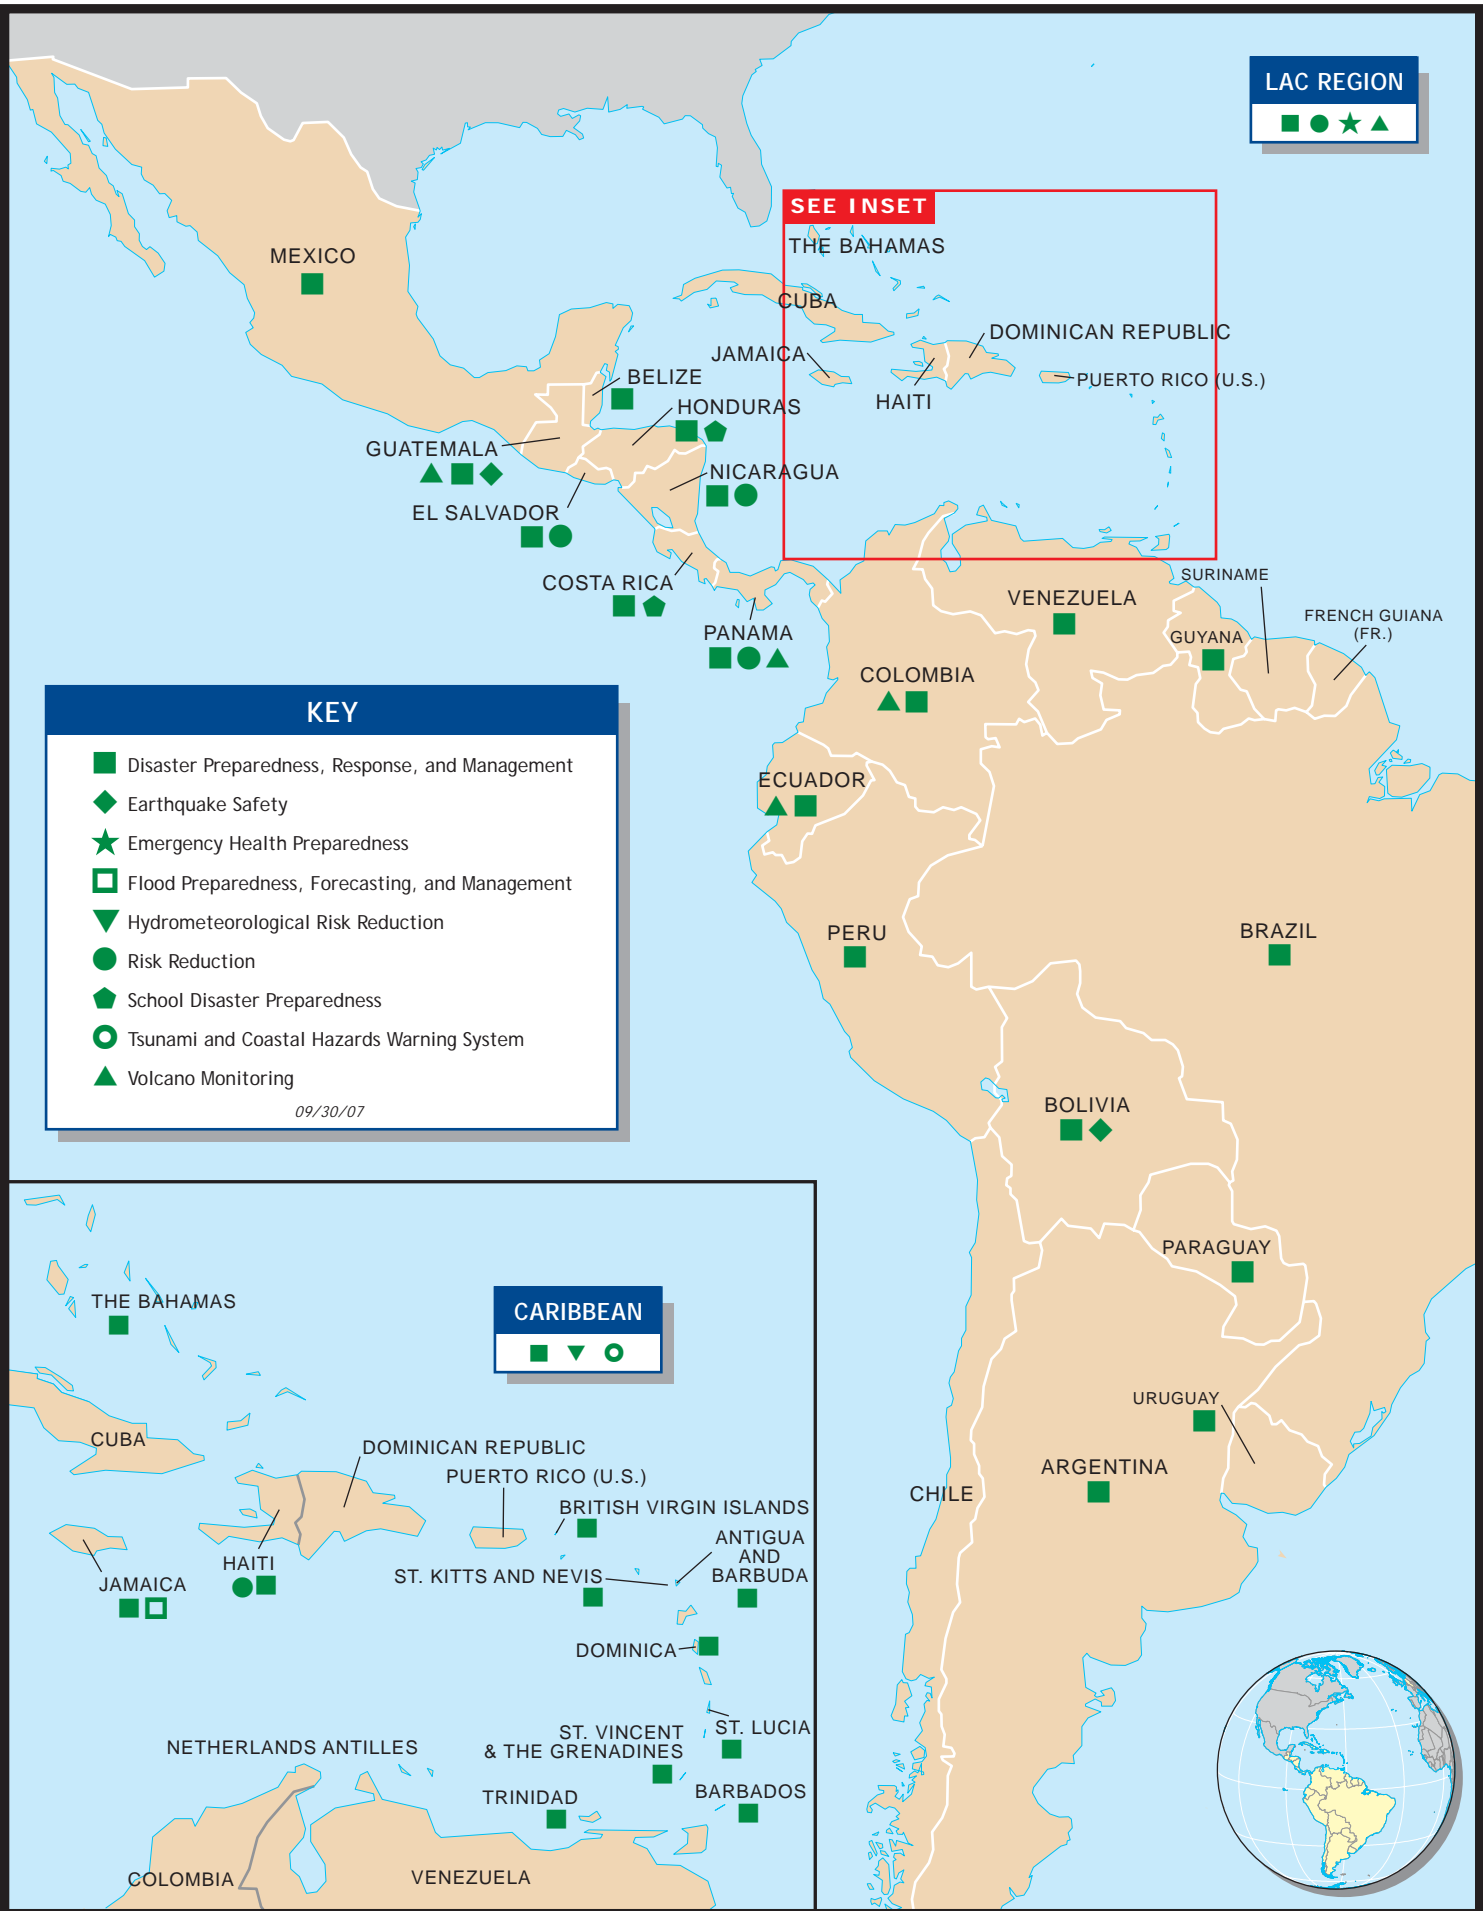 LAC REGION
SEE INSET
THE BAHAMAS
MEXICO
CUBA
DOMINICAN REPUBLIC
JAMAICA
PUERTO RICO (U.S.)
HAITI
BELIZE
HONDURAS
GUATEMALA
NICARAGUA
EL SALVADOR
COSTA RICA
PANAMA
VENEZUELA
SURINAME
GUYANA
FRENCH GUIANA
(FR.)
COLOMBIA
ECUADOR
PERU
BRAZIL
BOLIVIA
PARAGUAY
URUGUAY
ARGENTINA
CHILE
KEY
Disaster Preparedness, Response, and Management
Earthquake Safety
Emergency Health Preparedness
Flood Preparedness, Forecasting, and Management
Hydrometeorological Risk Reduction
Risk Reduction
School Disaster Preparedness
Tsunami and Coastal Hazards Warning System
Volcano Monitoring
09/30/07
THE BAHAMAS
CARIBBEAN
CUBA
DOMINICAN REPUBLIC
PUERTO RICO (U.S.)
BRITISH VIRGIN ISLANDS
ANTIGUA
AND
BARBUDA
HAITI
JAMAICA
ST. KITTS AND NEVIS
DOMINICA
ST. LUCIA
ST. VINCENT
& THE GRENADINES
NETHERLANDS ANTILLES
TRINIDAD
BARBADOS
COLOMBIA
VENEZUELA